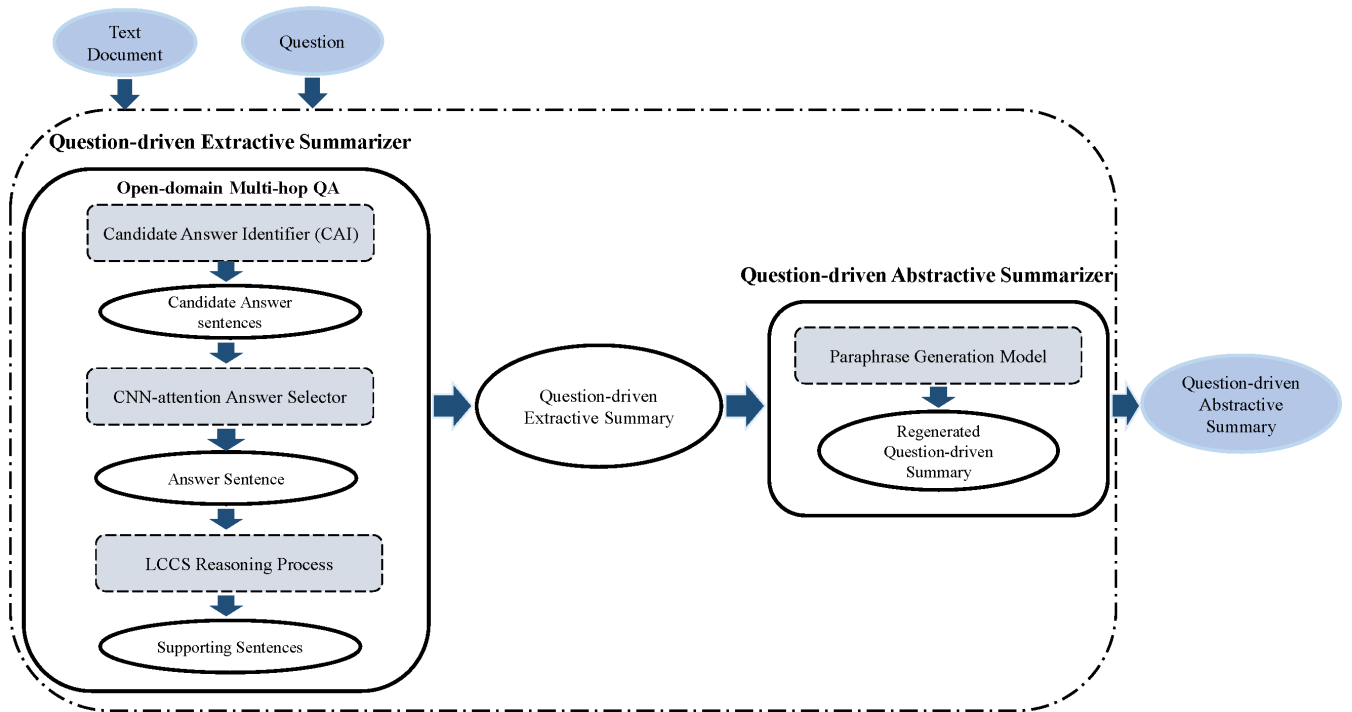 Text
Document
Question
Question-driven Extractive Summarizer
Open-domain Multi-hop QA
Candidate Answer Identifier (CAI)
Candidate Answer
sentences
CNN-attention Answer Selector
Answer Sentence
LCCS Reasoning Process
Supporting Sentences
Question-driven
Extractive Summary
Question-driven Abstractive Summarizer
Paraphrase Generation Model
Regenerated
Question-driven
Summary
Question-driven
Abstractive
Summary